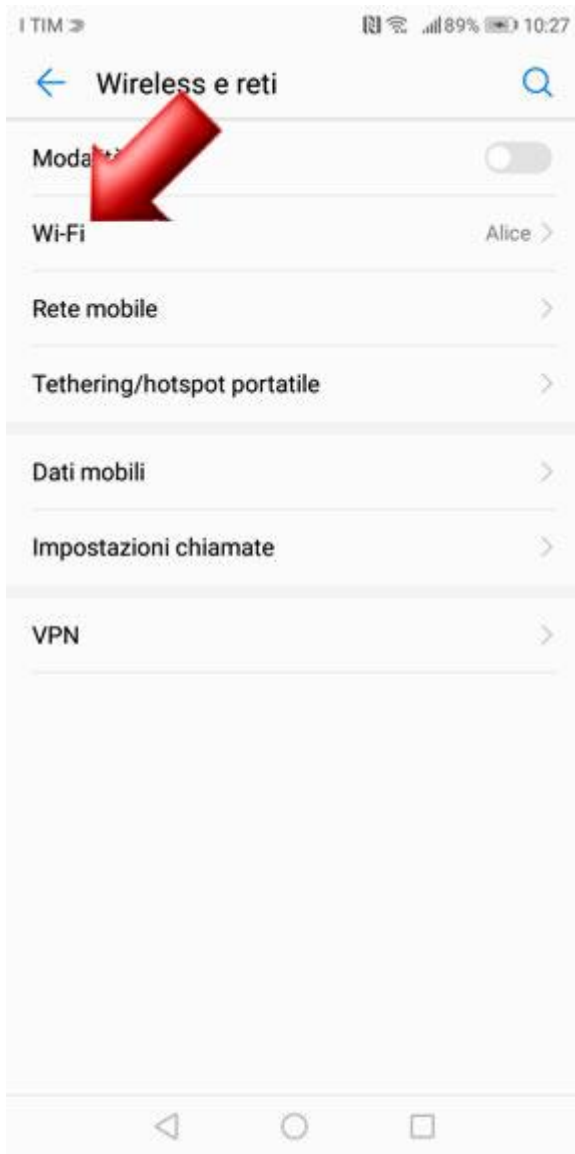 I TIM
89% 10:27
Wireless e reti
Wi-Fi
Alice
Rete mobile
Tethering/hotspot portatile
Dati mobili
Impostazioni chiamate
VPN